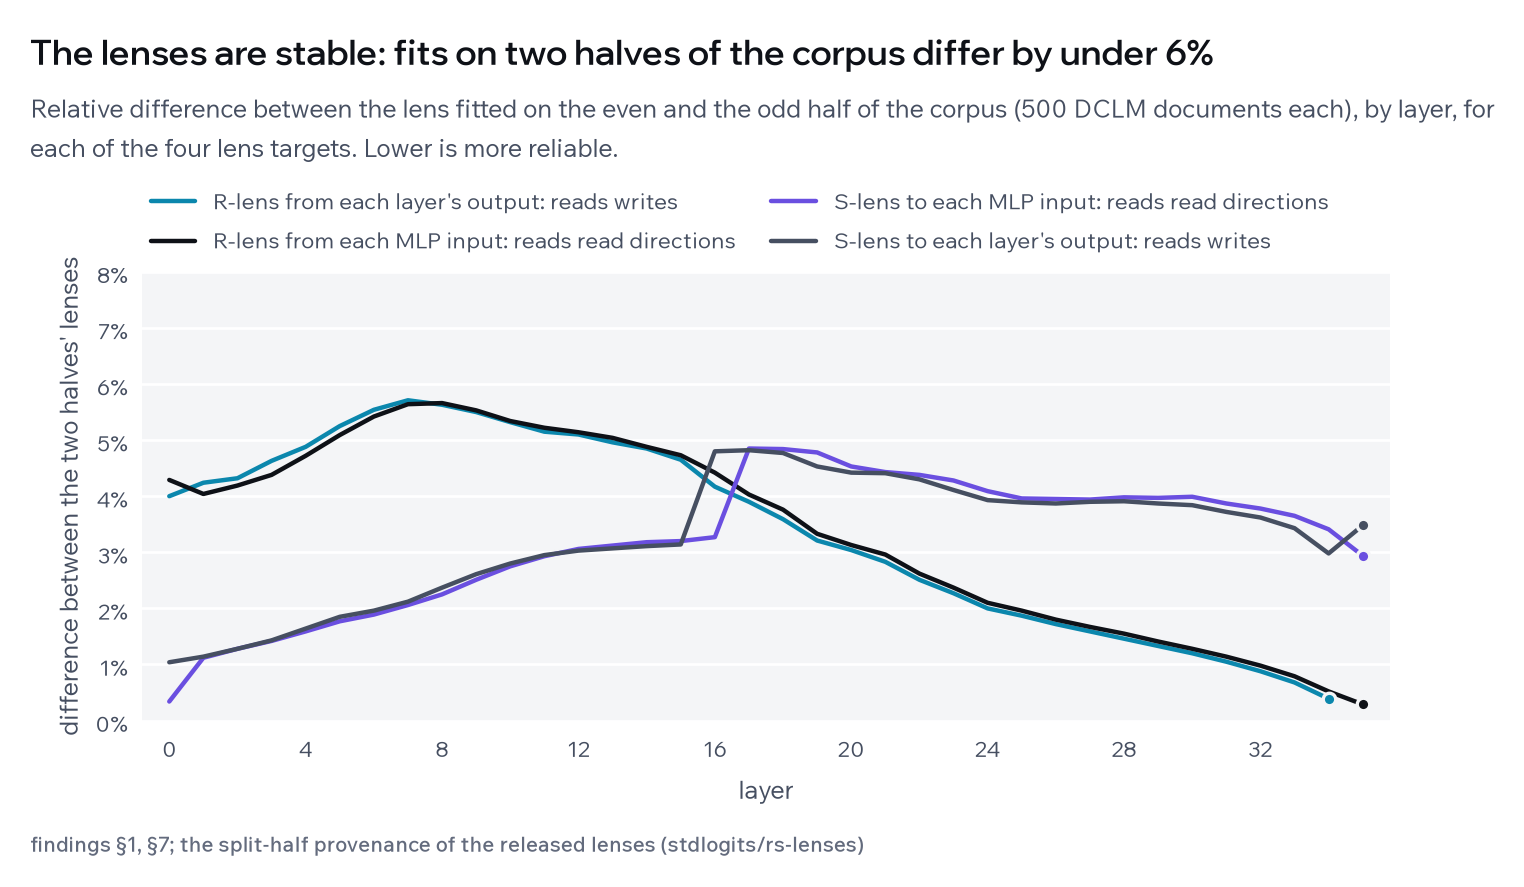 The lenses are stable: fits on two halves of the corpus differ by under 6%
Relative difference between the lens fitted on the even and the odd half of the corpus (500 DCLM documents each), by layer, for
each of the four lens targets. Lower is more reliable.
R-lens from each layer's output: reads writes
S-lens to each MLP input: reads read directions
R-lens from each MLP input: reads read directions
S-lens to each layer's output: reads writes
difference between the two halves' lenses
8%
7%
6%
5%
4%
3%
2%
1%
0%
0 4 8 12 16 20 24 28 32
layer
findings §1, §7; the split-half provenance of the released lenses (stdlogits/rs-lenses)